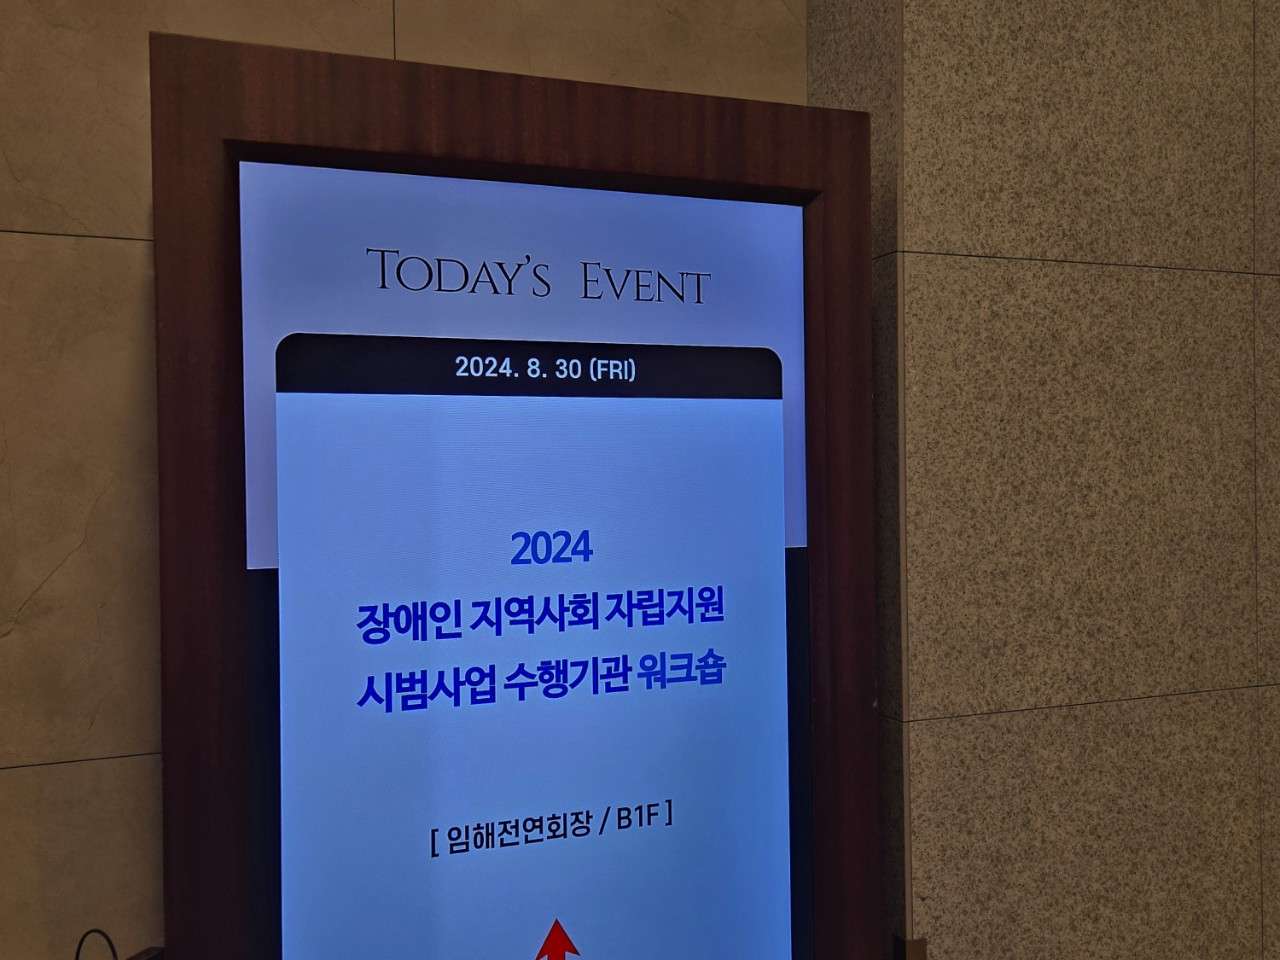 TODAY'S EVENT
2024. 8. 30 (FRI)
2024
장애인 지역사회 자립지원
시범사업 수행기관 워크숍
[ 임해전연회장 / B1F ]